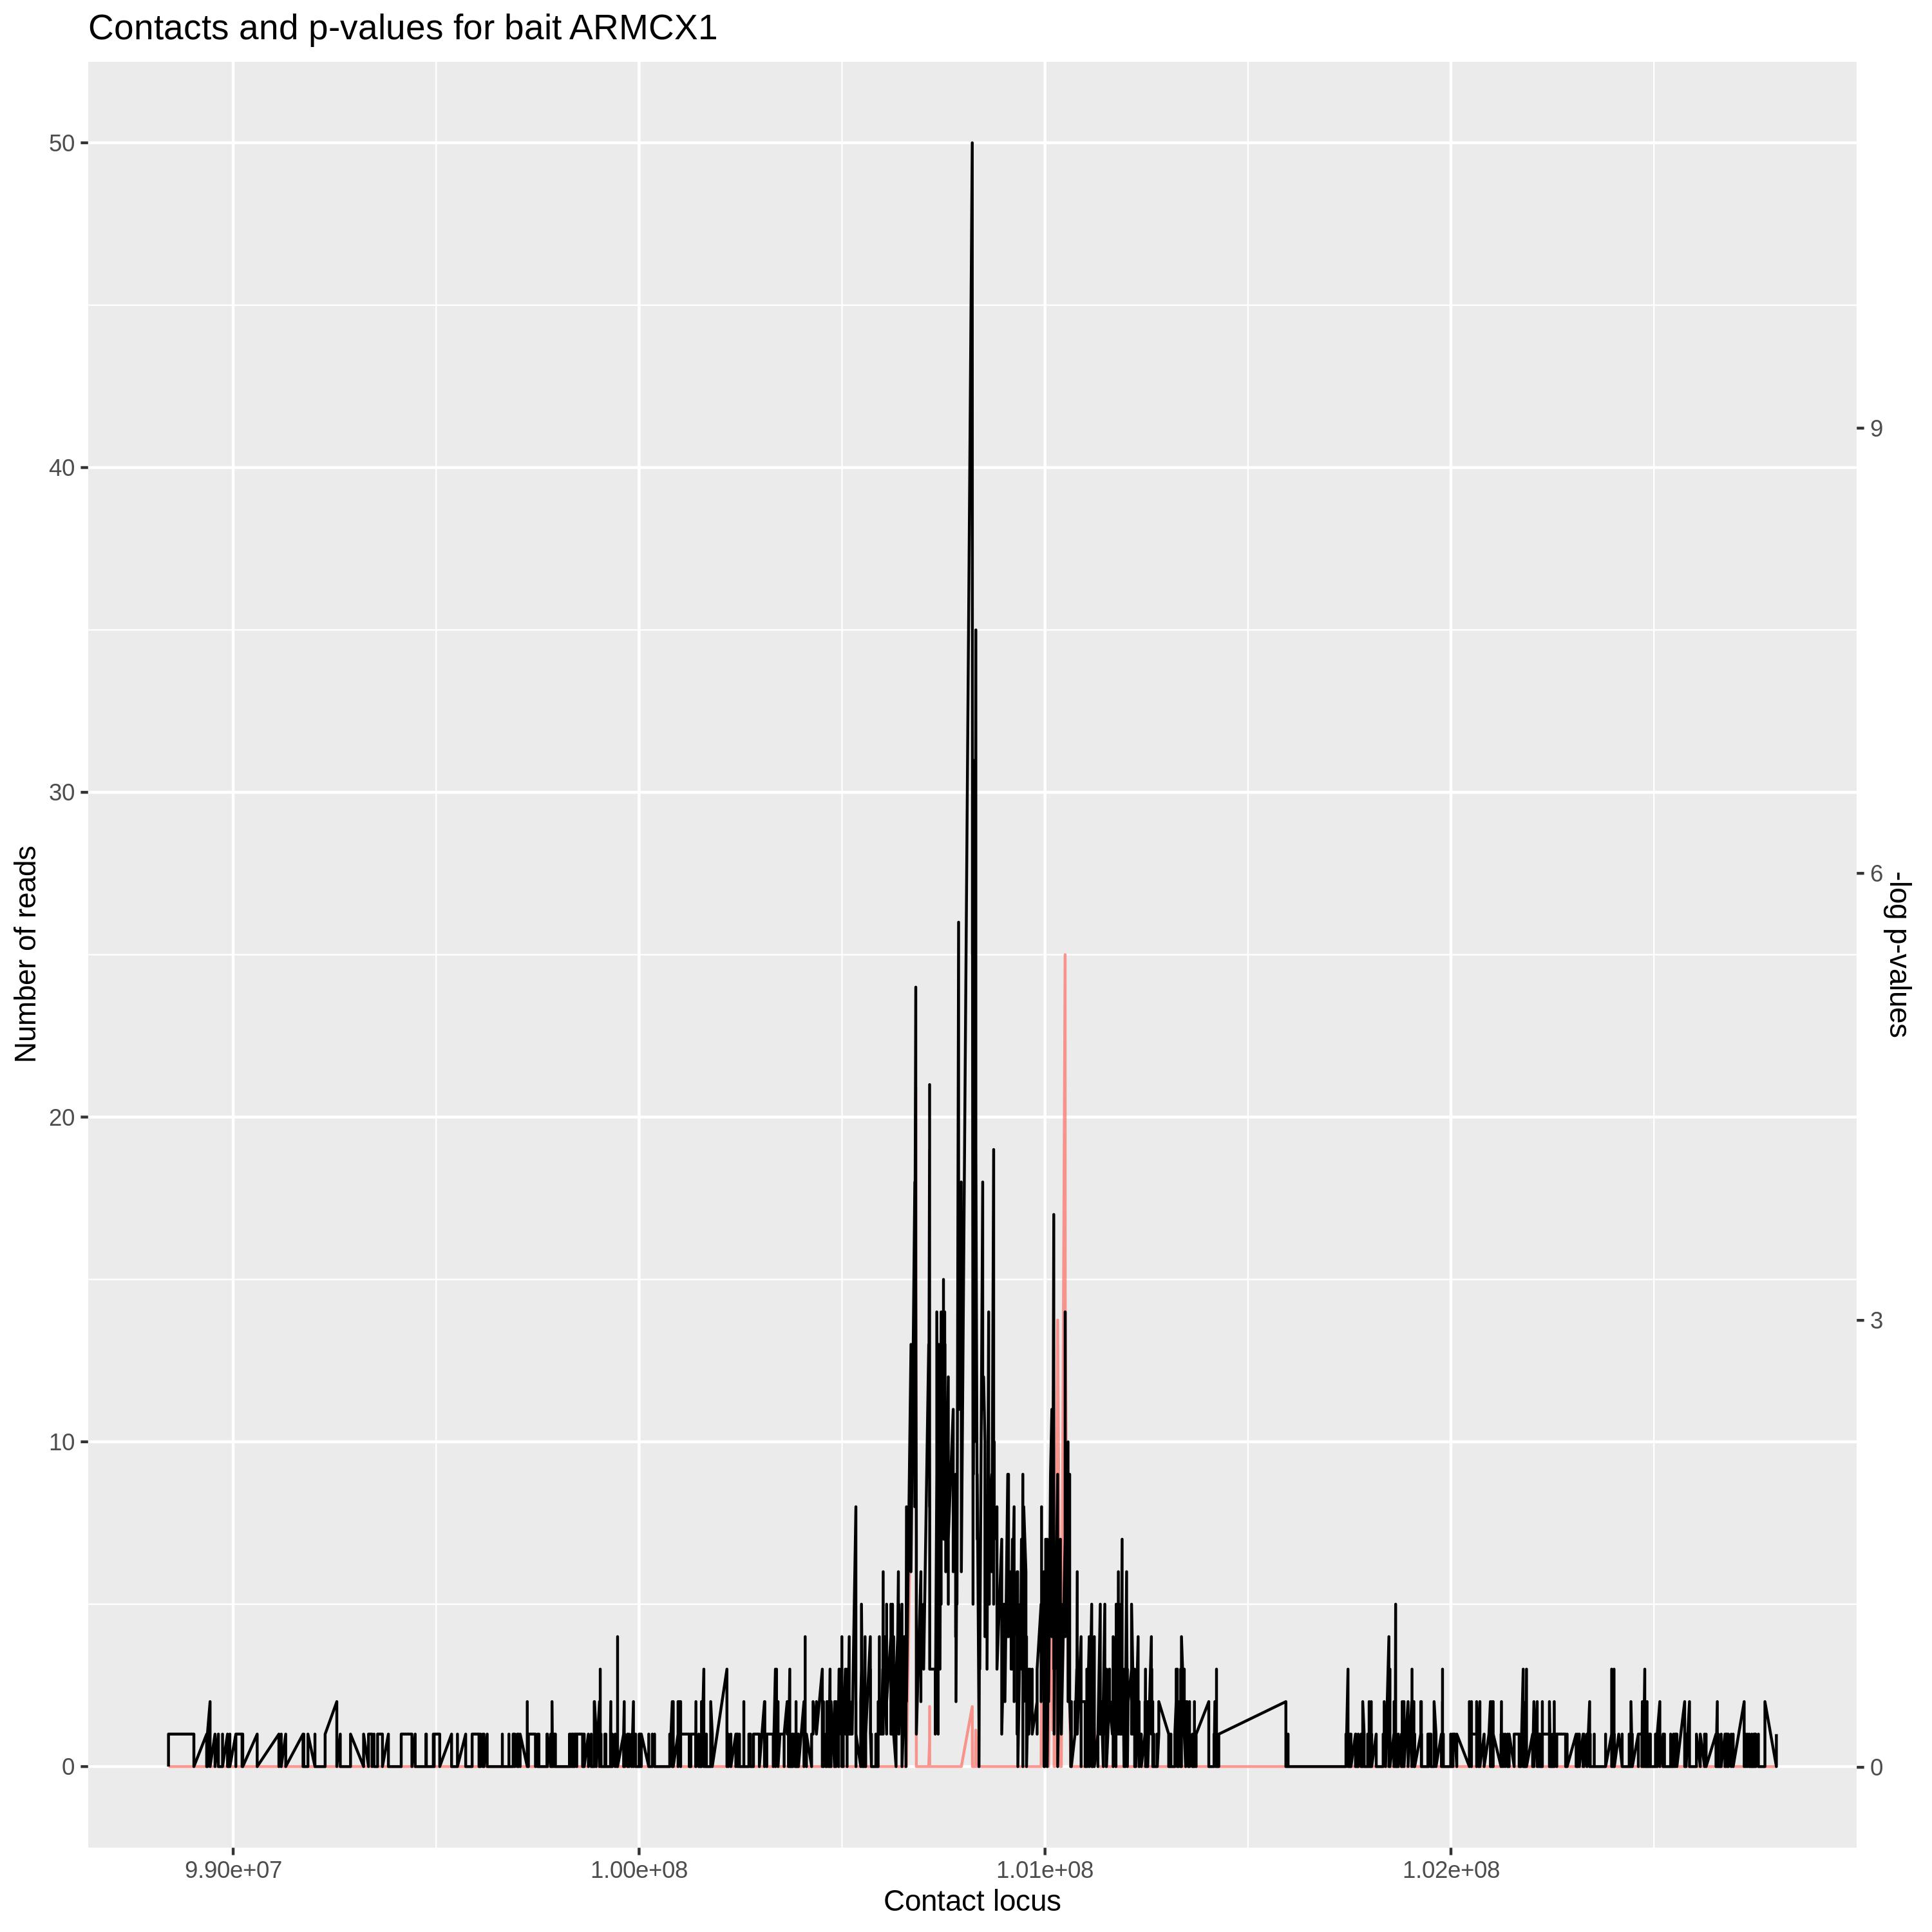 Contacts and p-values for bait ARMCX1
50
40
30
20
10
0
Number of reads
9
6
3
0
-log p-values
9.90e+07
1.00e+08
1.01e+08
1.02e+08
Contact locus